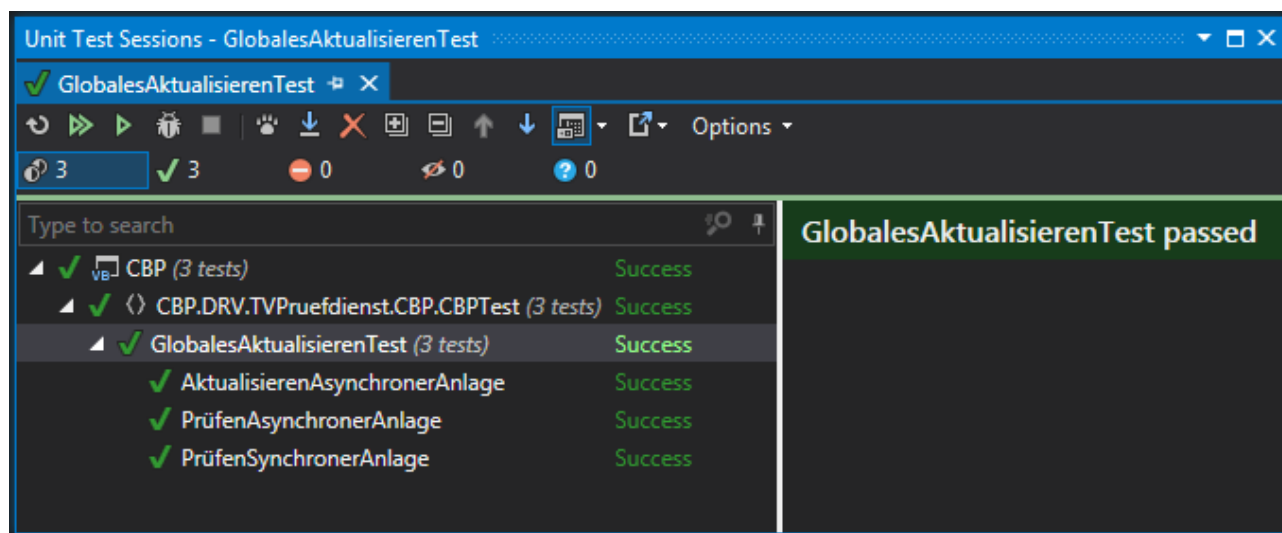 Unit Test Sessions - GlobalesAktualisierenTest
GlobalesAktualisierenTest
Options
3 3 0 0 ? 0
Type to search
GlobalesAktualisierenTest passed
VB CBP (3 tests) Success
CBP.DRV.TVPruefdienst.CBP.CBPTest (3 tests) Success
GlobalesAktualisierenTest (3 tests) Success
AktualisierenAsynchronerAnlage Success
PrüfenAsynchronerAnlage Success
PrüfenSynchronerAnlage Success